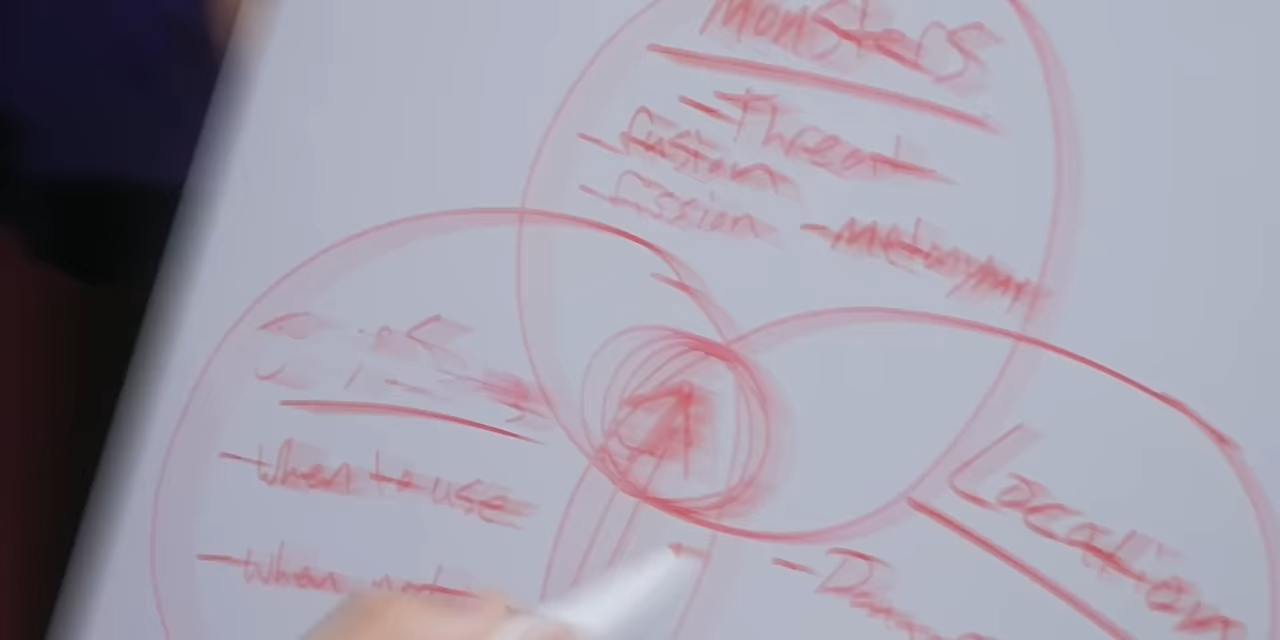 Monsters
- Threat
- fusion
- fission
- Metonymy
- When to use
- When not
Location